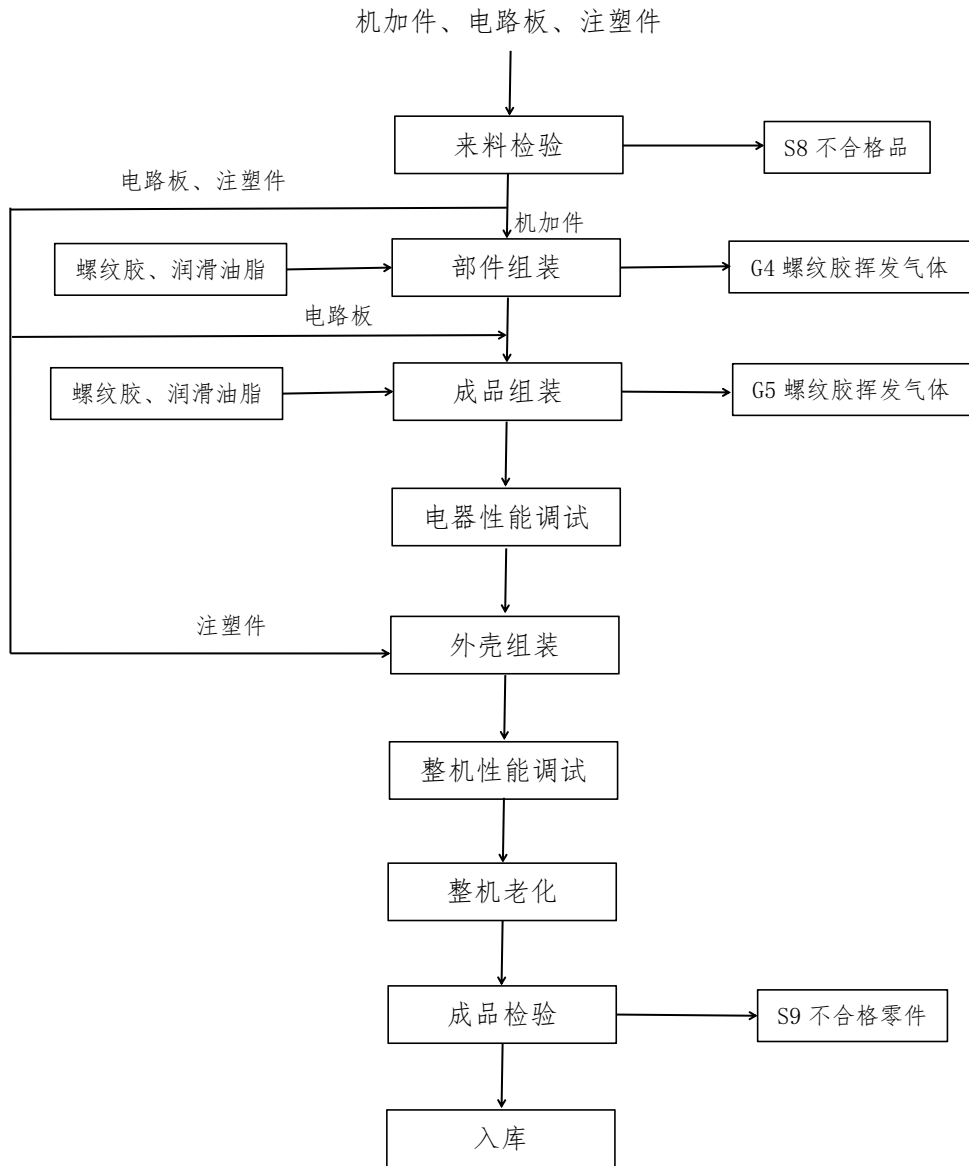 机加件、电路板、注塑件
来料检验
S8 不合格品
电路板、注塑件
机加件
螺纹胶、润滑油脂
部件组装
G4 螺纹胶挥发气体
电路板
螺纹胶、润滑油脂
成品组装
G5 螺纹胶挥发气体
电器性能调试
注塑件
外壳组装
整机性能调试
整机老化
成品检验
S9 不合格零件
入库